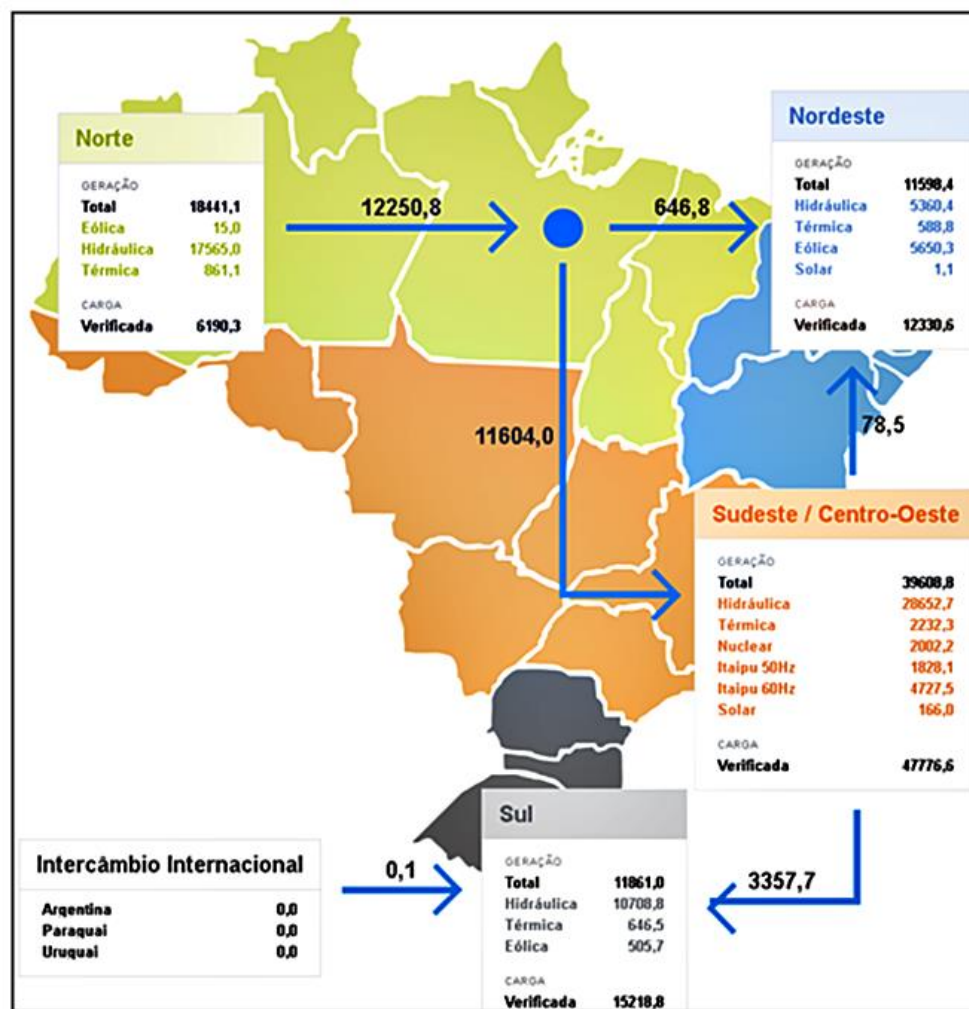 Norte
GERAÇÃO
Total 18441,1
Eólica 15,0
Hidráulica 17565,0
Térmica 861,1
CARGA
Verificada 6190,3
12250,8
646,8
Nordeste
GERAÇÃO
Total 11598,4
Hidráulica 5360,4
Térmica 588,8
Eólica 5650,3
Solar 1,1
CARGA
Verificada 12330,6
11604,0
78,5
Sudeste / Centro-Oeste
GERAÇÃO
Total 39608,8
Hidráulica 28652,7
Térmica 2232,3
Nuclear 2002,2
Itaipu 50Hz 1828,1
Itaipu 60Hz 4727,5
Solar 166,0
CARGA
Verificada 47776,6
Sul
GERAÇÃO
Total 11861,0
Hidráulica 10708,8
Térmica 646,5
Eólica 505,7
CARGA
Verificada 15218,8
3357,7
Intercâmbio Internacional
Argentina 0,0
Paraguai 0,0
Uruguai 0,0
0,1